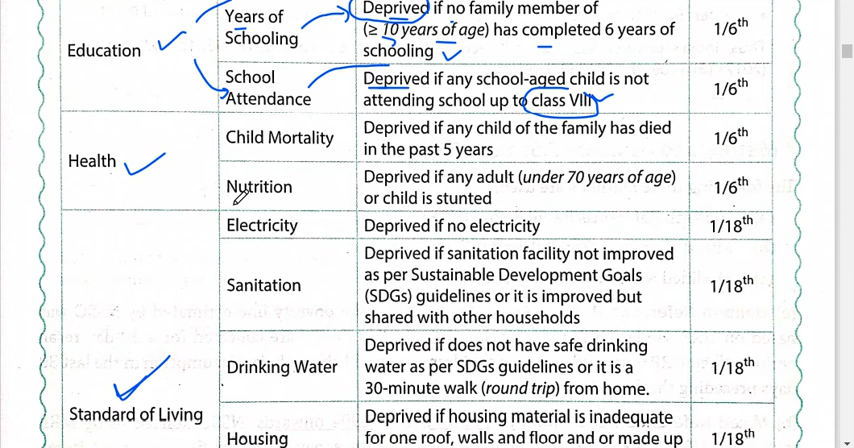 Education
Years of
Schooling
Deprived if no family member of
(≥ 10 years of age) has completed 6 years of
schooling
1/6th
School
Attendance
Deprived if any school-aged child is not
attending school up to class VIII
1/6th
Health
Child Mortality
Deprived if any child of the family has died
in the past 5 years
1/6th
Nutrition
Deprived if any adult (under 70 years of age)
or child is stunted
1/6th
Standard of Living
Electricity
Deprived if no electricity
1/18th
Sanitation
Deprived if sanitation facility not improved
as per Sustainable Development Goals
(SDGs) guidelines or it is improved but
shared with other households
1/18th
Drinking Water
Deprived if does not have safe drinking
water as per SDGs guidelines or it is a
30-minute walk (round trip) from home.
1/18th
Housing
Deprived if housing material is inadequate
for one roof, walls and floor and or made up
1/18th